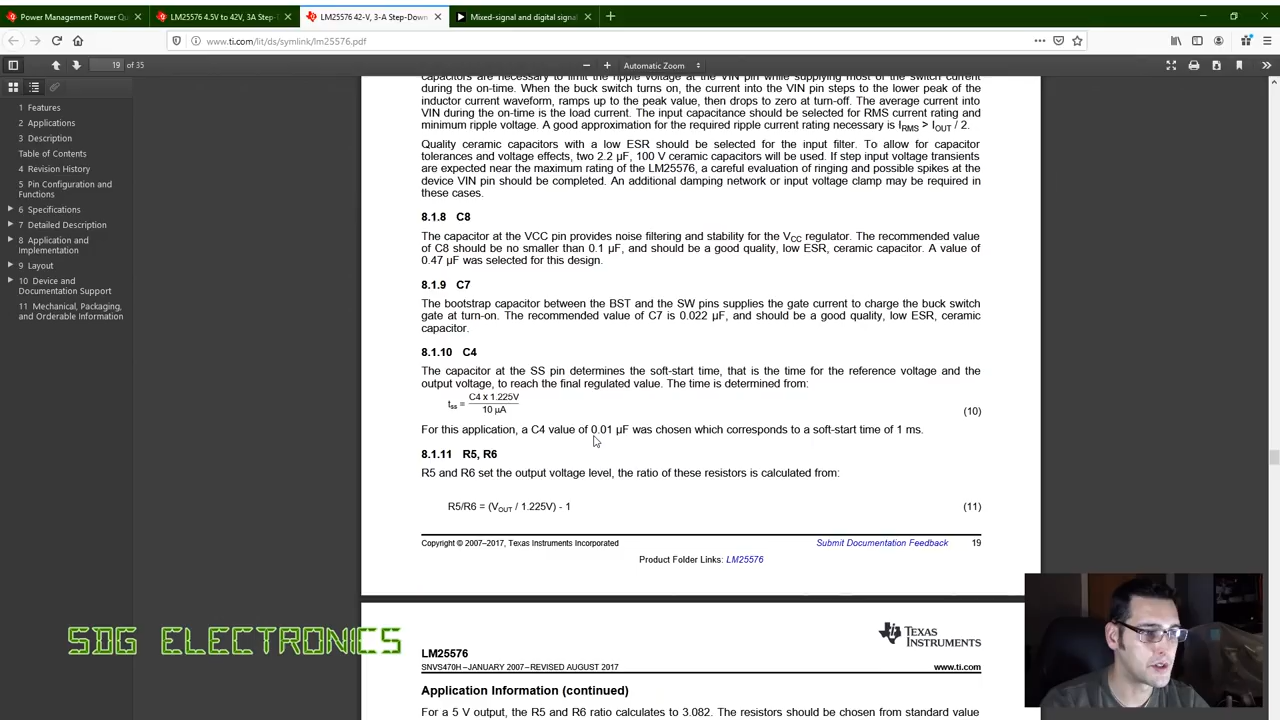 Power Management Power Qu
LM25576 4.5V to 42V, 3A Step-D
LM25576 42-V, 3-A Step-Down
Mixed-signal and digital signal
www.ti.com/lit/ds/symlink/lm25576.pdf
19 of 35
Automatic Zoom
1 Features
2 Applications
3 Description
Table of Contents
4 Revision History
5 Pin Configuration and
Functions
6 Specifications
7 Detailed Description
8 Application and
Implementation
9 Layout
10 Device and
Documentation Support
11 Mechanical, Packaging,
and Orderable Information
capacitors are necessary to limit the ripple voltage at the VIN pin while supplying most of the switch current
during the on-time. When the buck switch turns on, the current into the VIN pin steps to the lower peak of the
inductor current waveform, ramps up to the peak value, then drops to zero at turn-off. The average current into
VIN during the on-time is the load current. The input capacitance should be selected for RMS current rating and
minimum ripple voltage. A good approximation for the required ripple current rating necessary is IRMS > IOUT / 2.
Quality ceramic capacitors with a low ESR should be selected for the input filter. To allow for capacitor
tolerances and voltage effects, two 2.2 μF, 100 V ceramic capacitors will be used. If step input voltage transients
are expected near the maximum rating of the LM25576, a careful evaluation of ringing and possible spikes at the
device VIN pin should be completed. An additional damping network or input voltage clamp may be required in
these cases.
8.1.8 C8
The capacitor at the VCC pin provides noise filtering and stability for the VCC regulator. The recommended value
of C8 should be no smaller than 0.1 μF, and should be a good quality, low ESR, ceramic capacitor. A value of
0.47 μF was selected for this design.
8.1.9 C7
The bootstrap capacitor between the BST and the SW pins supplies the gate current to charge the buck switch
gate at turn-on. The recommended value of C7 is 0.022 μF, and should be a good quality, low ESR, ceramic
capacitor.
8.1.10 C4
The capacitor at the SS pin determines the soft-start time, that is the time for the reference voltage and the
output voltage, to reach the final regulated value. The time is determined from:
tss = C4 x 1.225V / 10 μA (10)
For this application, a C4 value of 0.01 μF was chosen which corresponds to a soft-start time of 1 ms.
8.1.11 R5, R6
R5 and R6 set the output voltage level, the ratio of these resistors is calculated from:
R5/R6 = (VOUT / 1.225V) - 1 (11)
Copyright © 2007–2017, Texas Instruments Incorporated
Submit Documentation Feedback 19
Product Folder Links: LM25576
SDG ELECTRONICS
TEXAS
INSTRUMENTS
LM25576
SNVS470H –JANUARY 2007–REVISED AUGUST 2017
www.ti.com
Application Information (continued)
For a 5 V output, the R5 and R6 ratio calculates to 3.082. The resistors should be chosen from standard value